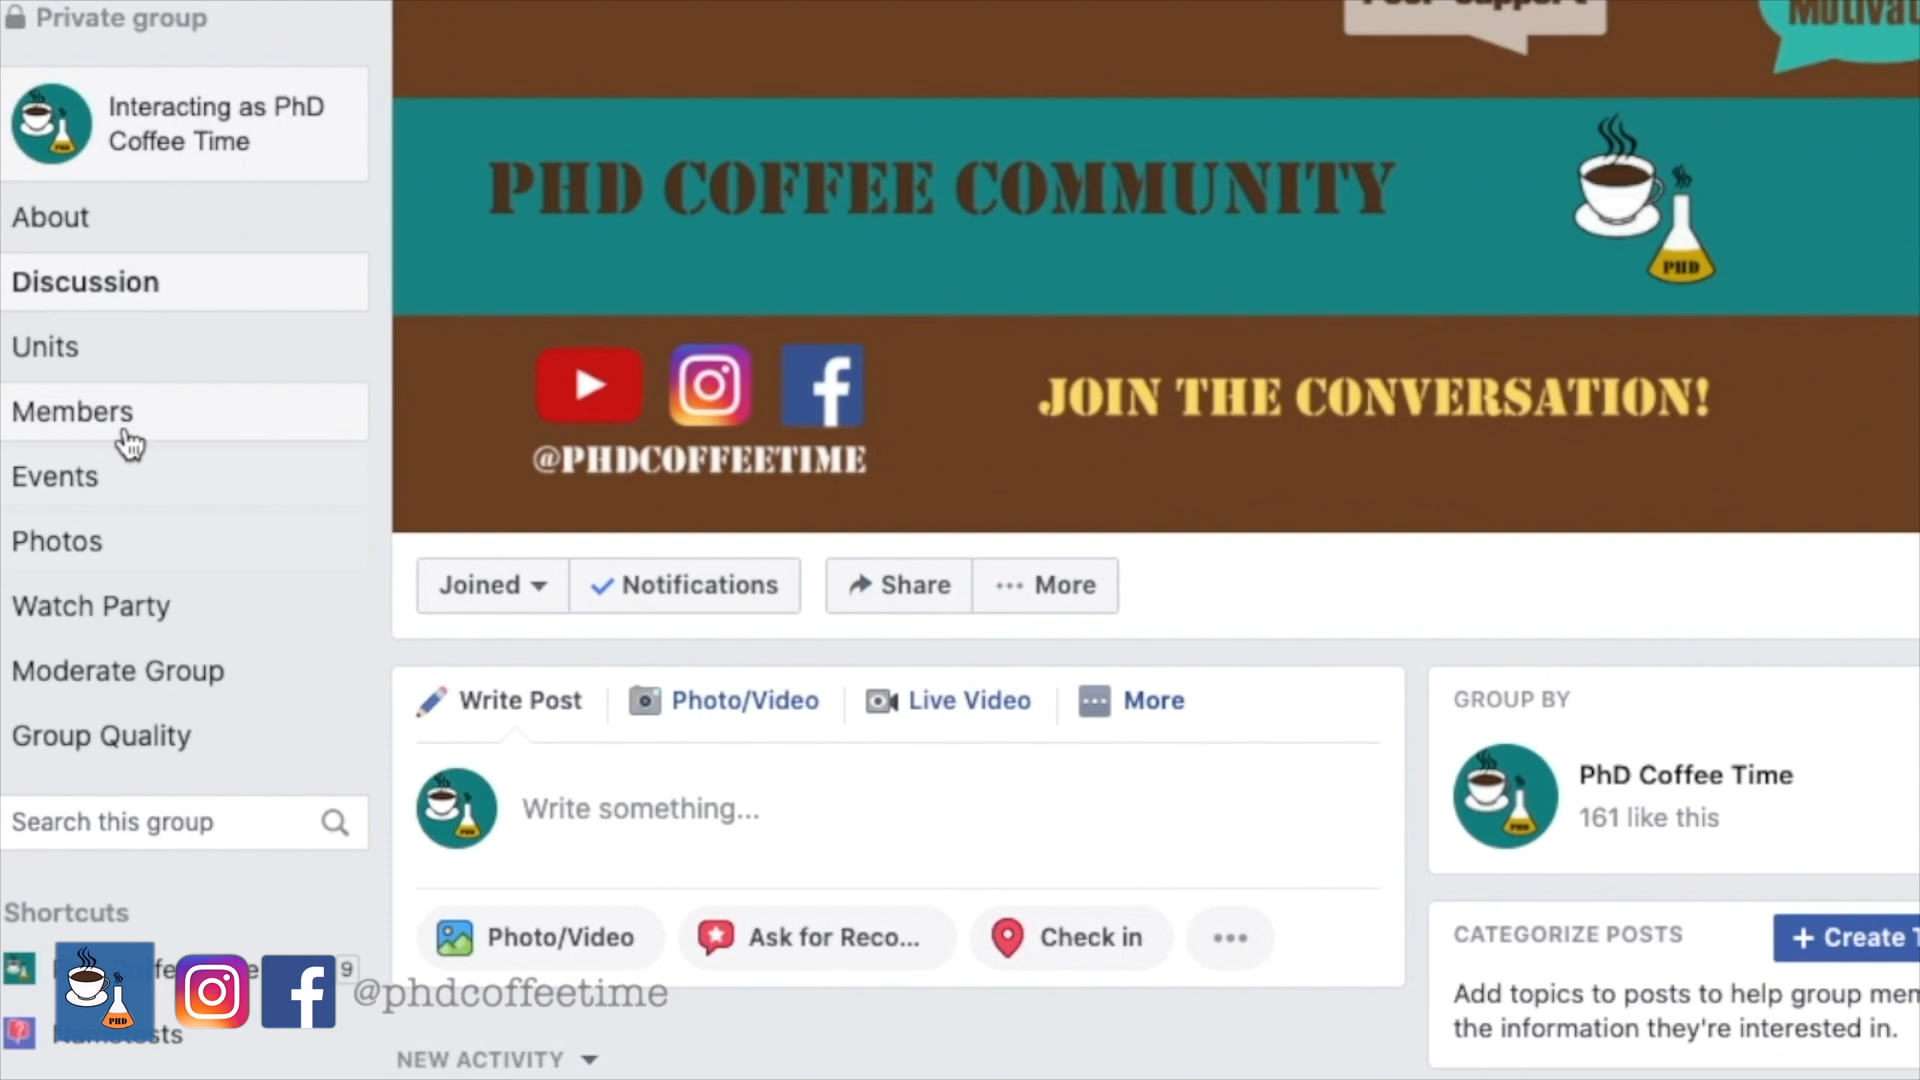 Private group
Interacting as PhD
Coffee Time
About
Discussion
Units
Members
Events
Photos
Watch Party
Moderate Group
Group Quality
Search this group
Shortcuts
9
PHD COFFEE COMMUNITY
PHD
@PHDCOFFEETIME
JOIN THE CONVERSATION!
Joined
Notifications
Share
More
Write Post
Photo/Video
Live Video
More
Write something...
Photo/Video
Ask for Reco...
Check in
NEW ACTIVITY
GROUP BY
PhD Coffee Time
161 like this
CATEGORIZE POSTS
+ Create
Add topics to posts to help group
the information they're interested in.
PHD
@phdcoffeetime